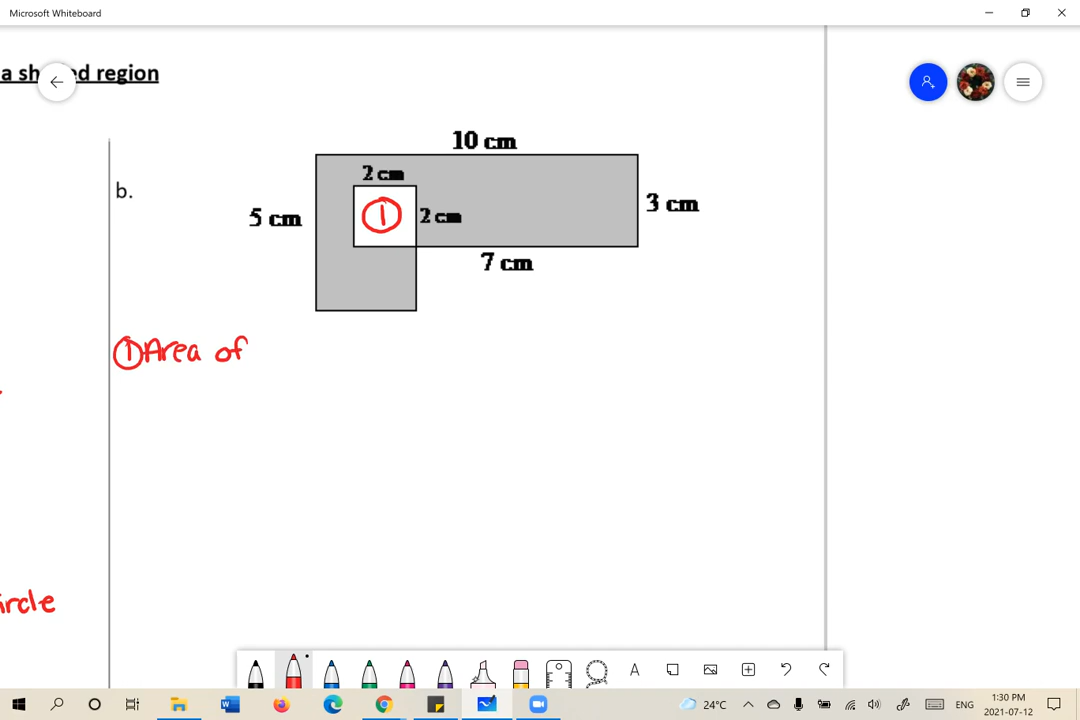 Microsoft Whiteboard
a sh ed region
10 cm
b.
2 cm
5 cm
1
2 cm
3 cm
7 cm
1 Area of
ircle
A
W
24°C
ENG
1:30 PM
2021-07-12